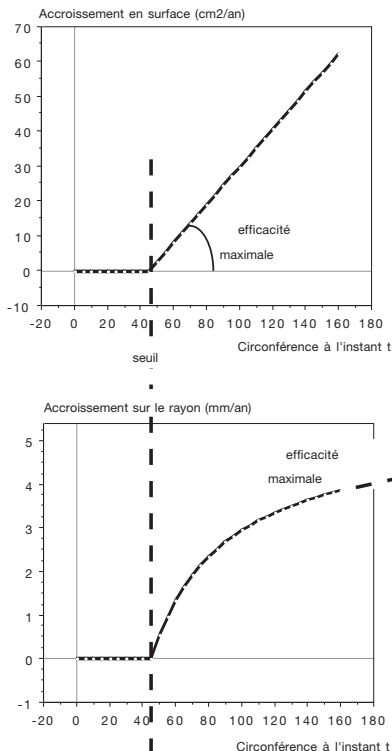 Accroissement en surface (cm2/an)
70
60
50
40
30
20
10
0
-10
efficacité
maximale
-20 0 20 40 60 80 100 120 140 160 180
Circonférence à l'instant t
seuil
Accroissement sur le rayon (mm/an)
5
4
3
2
1
0
-1
efficacité
maximale
-20 0 20 40 60 80 100 120 140 160 180
Circonférence à l'instant t